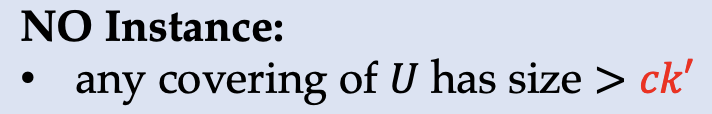 NO Instance:
• any covering of U has size > ck′